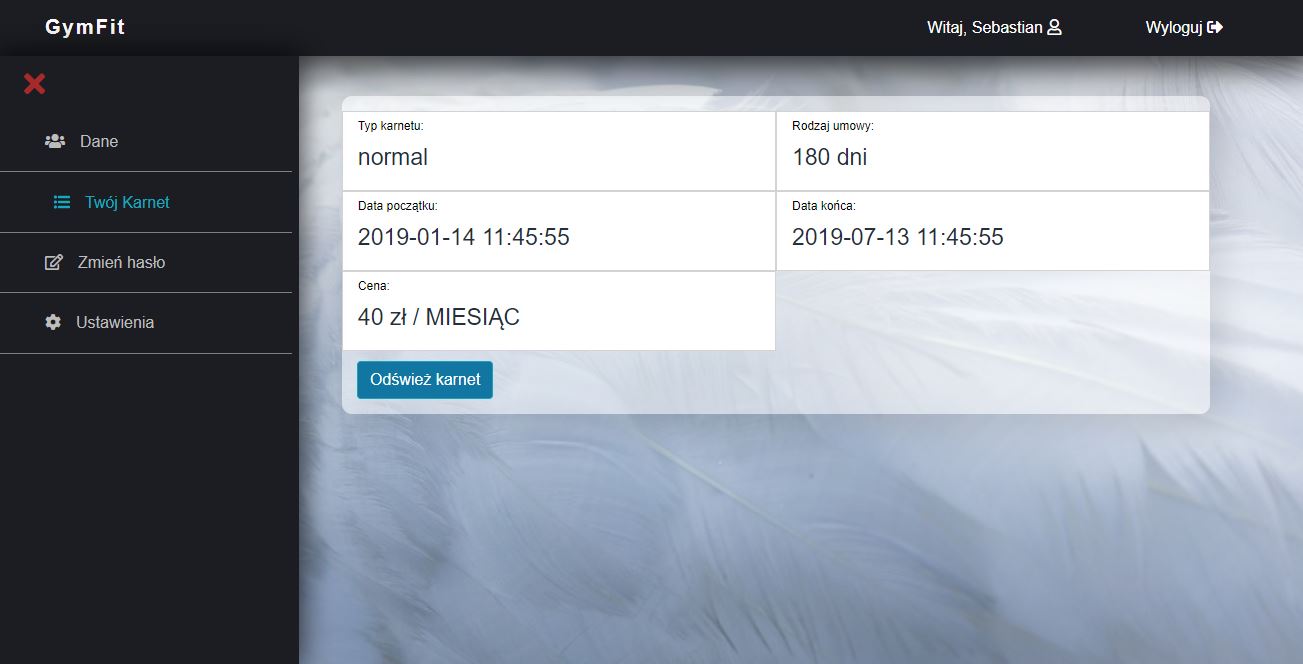 GymFit
Witaj, Sebastian
Wyloguj
Dane
Twój Karnet
Zmień hasło
Ustawienia
Typ karnetu:
normal
Rodzaj umowy:
180 dni
Data początku:
2019-01-14 11:45:55
Data końca:
2019-07-13 11:45:55
Cena:
40 zł / MIESIĄC
Odśwież karnet